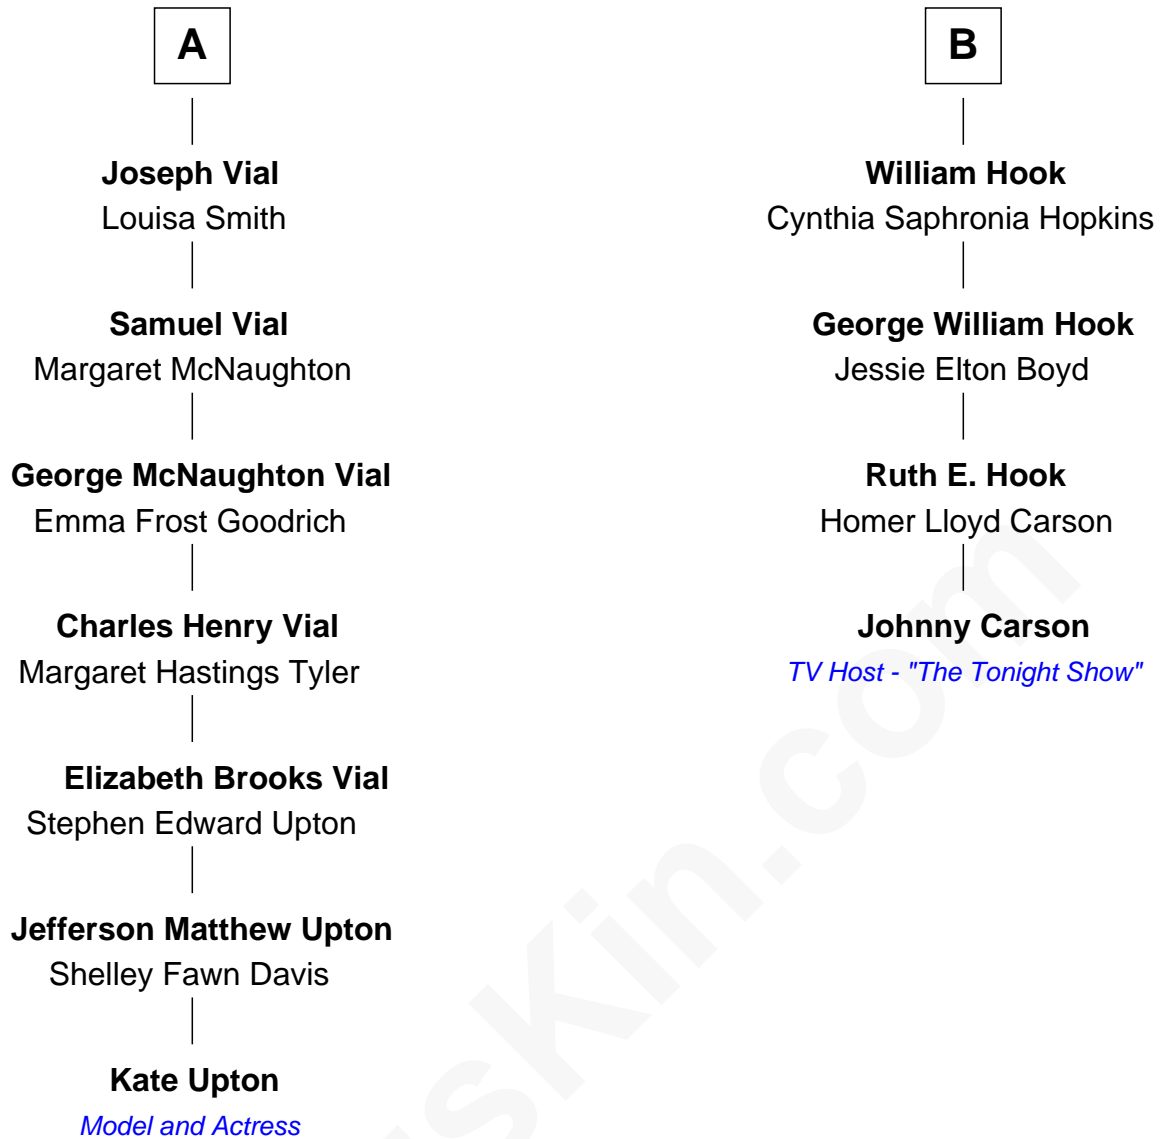 A
Joseph Vial
Louisa Smith
Samuel Vial
Margaret McNaughton
George McNaughton Vial
Emma Frost Goodrich
Charles Henry Vial
Margaret Hastings Tyler
Elizabeth Brooks Vial
Stephen Edward Upton
Jefferson Matthew Upton
Shelley Fawn Davis
Kate Upton
Model and Actress
B
William Hook
Cynthia Saphronia Hopkins
George William Hook
Jessie Elton Boyd
Ruth E. Hook
Homer Lloyd Carson
Johnny Carson
TV Host - "The Tonight Show"
sKin.com